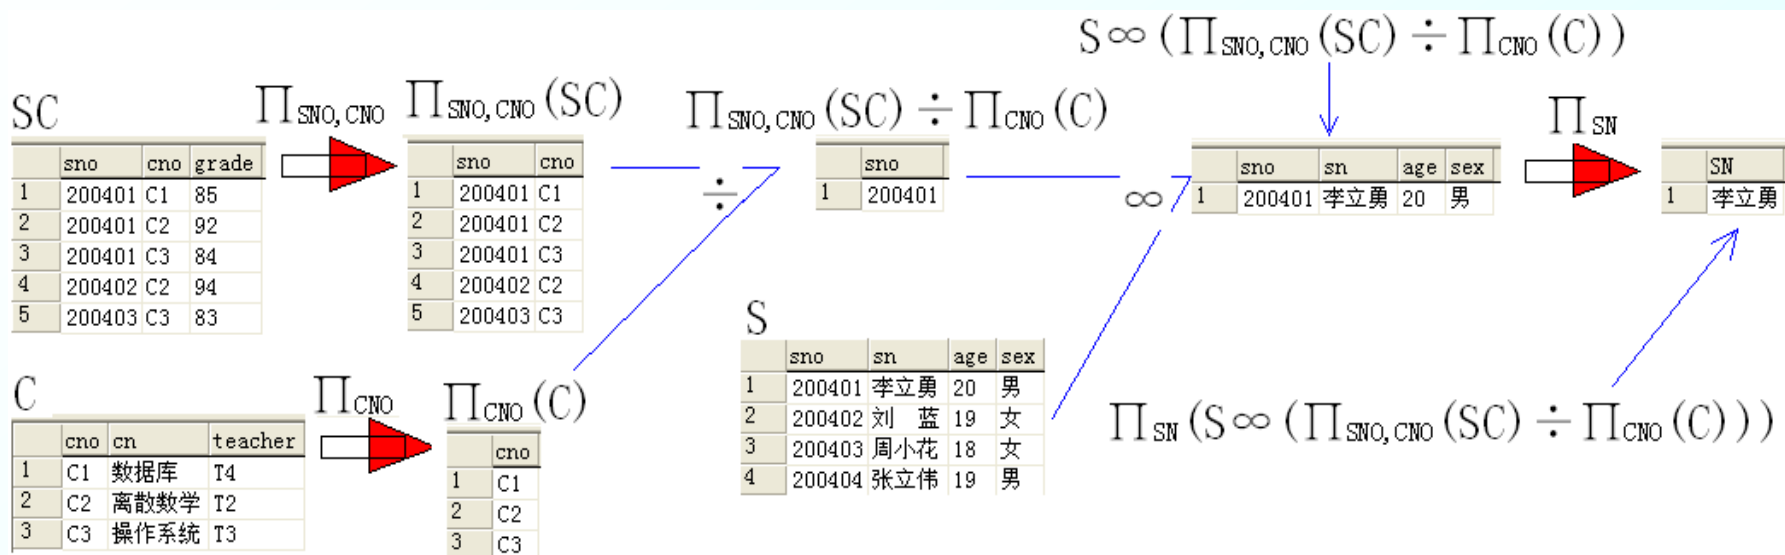 S∞(∏SNO,CNO(SC)÷∏CNO(C))
SC
∏SNO,CNO
∏SNO,CNO(SC)
∏SNO,CNO(SC)÷∏CNO(C)
∏SN
sno cno grade
1 200401 C1 85
2 200401 C2 92
3 200401 C3 84
4 200402 C2 94
5 200403 C3 83
sno cno
1 200401 C1
2 200401 C2
3 200401 C3
4 200402 C2
5 200403 C3
÷
sno
1 200401
∞
sno sn age sex
1 200401 李立勇 20 男
SN
1 李立勇
C
∏CNO
∏CNO(C)
cno cn teacher
1 C1 数据库 T4
2 C2 离散数学 T2
3 C3 操作系统 T3
cno
1 C1
2 C2
3 C3
S
sno sn age sex
1 200401 李立勇 20 男
2 200402 刘 蓝 19 女
3 200403 周小花 18 女
4 200404 张立伟 19 男
∏SN(S∞(∏SNO,CNO(SC)÷∏CNO(C)))